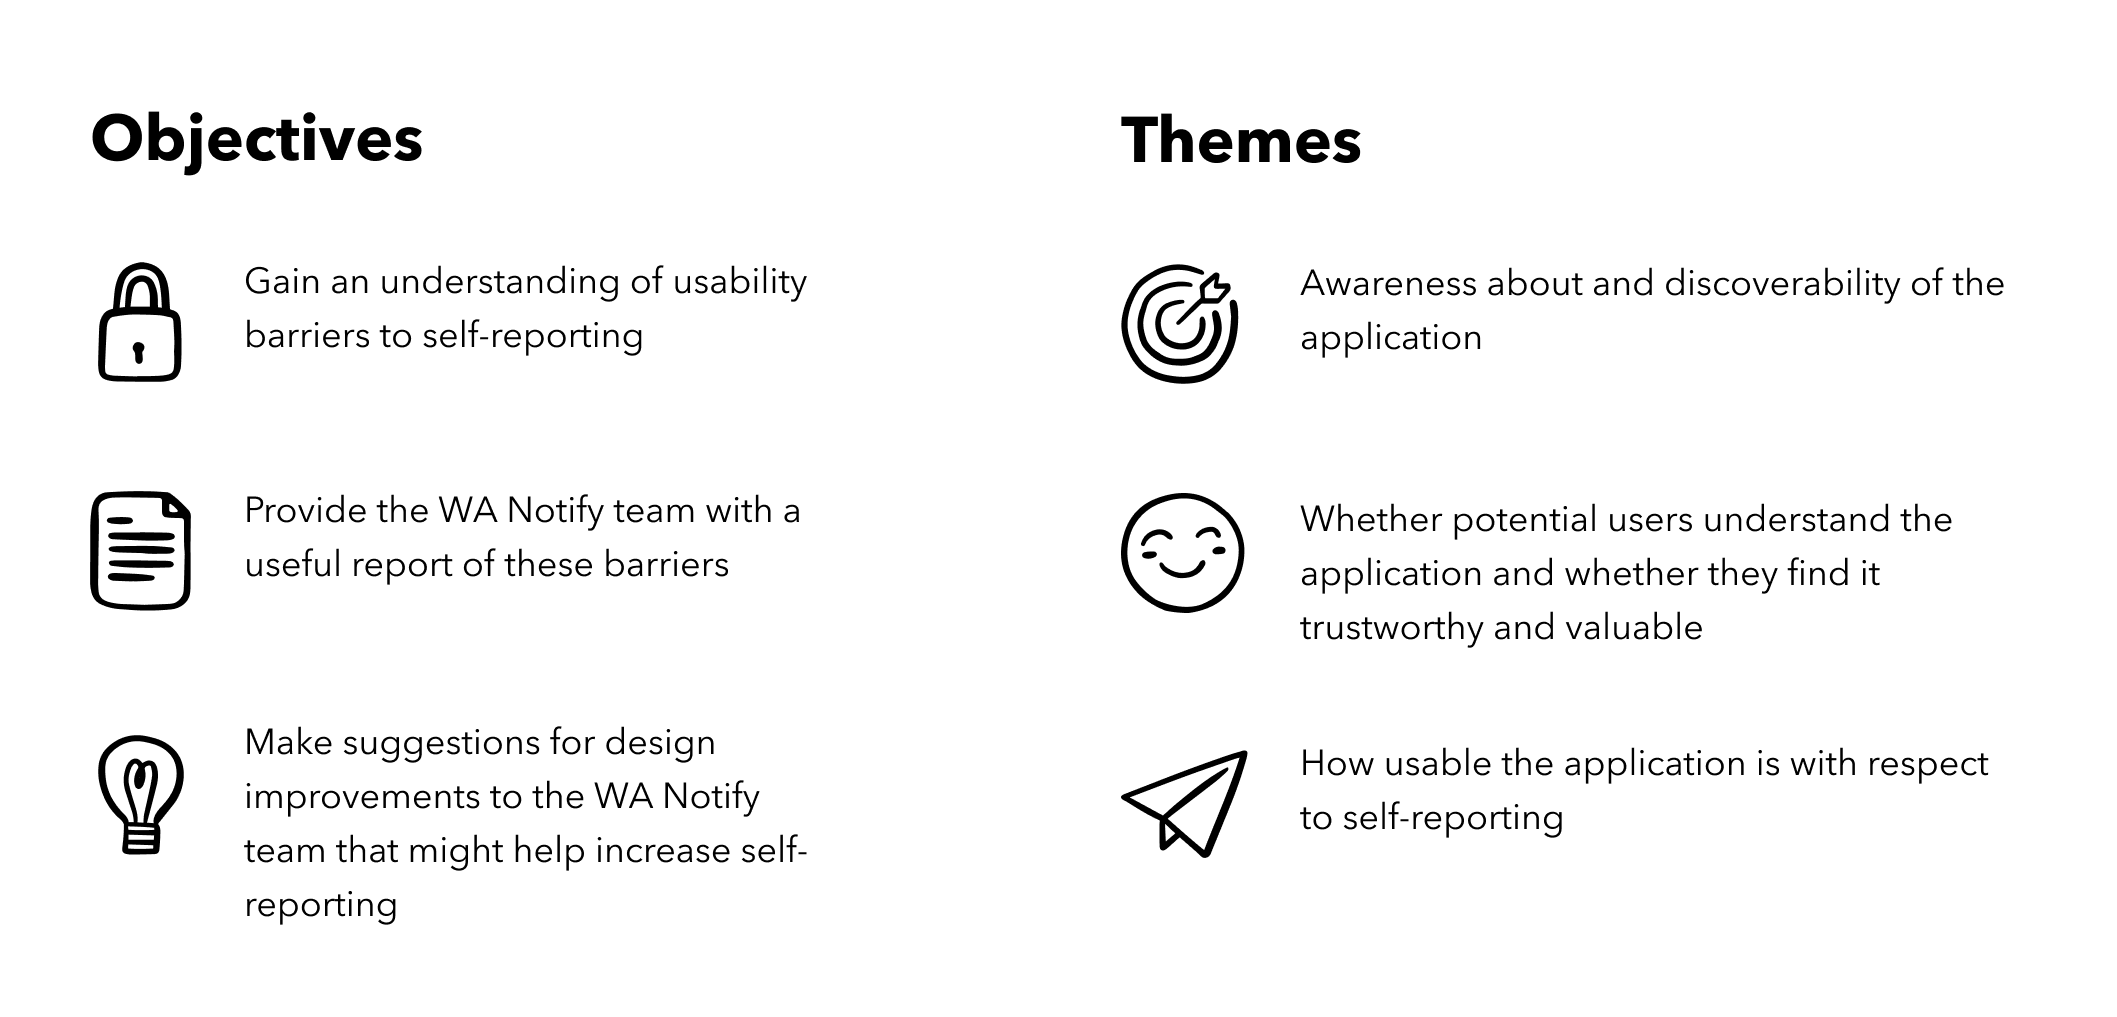 Objectives
Gain an understanding of usability
barriers to self-reporting
Provide the WA Notify team with a
useful report of these barriers
Make suggestions for design
improvements to the WA Notify
team that might help increase self-
reporting
Themes
Awareness about and discoverability of the
application
Whether potential users understand the
application and whether they find it
trustworthy and valuable
How usable the application is with respect
to self-reporting